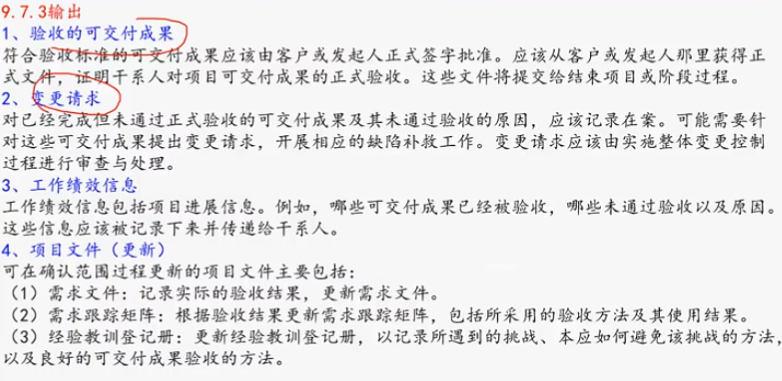 9.7.3输出
1、验收的可交付成果
符合验收标准的可交付成果应该由客户或发起人正式签字批准。应该从客户或发起人那里获得正
式文件，证明干系人对项目可交付成果的正式验收。这些文件将提交给结束项目或阶段过程。
2、变更请求
对已经完成但未通过正式验收的可交付成果及其未通过验收的原因，应该记录在案。可能需要针
对这些可交付成果提出变更请求，开展相应的缺陷补救工作。变更请求应该由实施整体变更控制
过程进行审查与处理。
3、工作绩效信息
工作绩效信息包括项目进展信息。例如，哪些可交付成果已经被验收，哪些未通过验收以及原因。
这些信息应该被记录下来并传递给干系人。
4、项目文件（更新）
可在确认范围过程更新的项目文件主要包括：
（1）需求文件：记录实际的验收结果，更新需求文件。
（2）需求跟踪矩阵：根据验收结果更新需求跟踪矩阵，包括所采用的验收方法及其使用结果。
（3）经验教训登记册：更新经验教训登记册，以记录所遇到的挑战、本应如何避免该挑战的方法，
以及良好的可交付成果验收的方法。